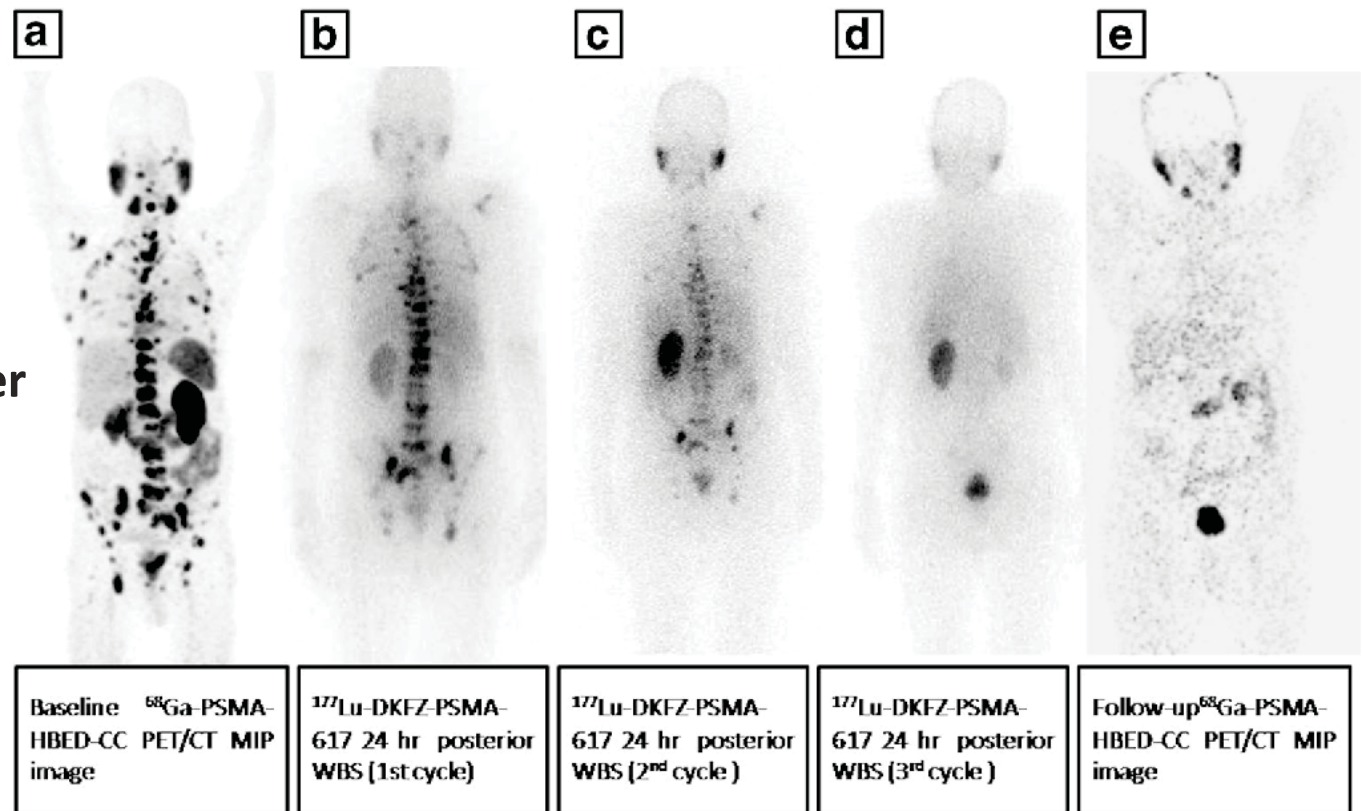 a
b
c
d
e
er
Baseline ⁶⁸Ga-PSMA-
HBED-CC PET/CT MIP
image
¹⁷⁷Lu-DKFZ-PSMA-
617 24 hr posterior
WBS (1st cycle)
¹⁷⁷Lu-DKFZ-PSMA-
617 24 hr posterior
WBS (2ⁿᵈ cycle )
¹⁷⁷Lu-DKFZ-PSMA-
617 24 hr posterior
WBS (3ʳᵈ cycle )
Follow-up⁶⁸Ga-PSMA-
HBED-CC PET/CT MIP
image